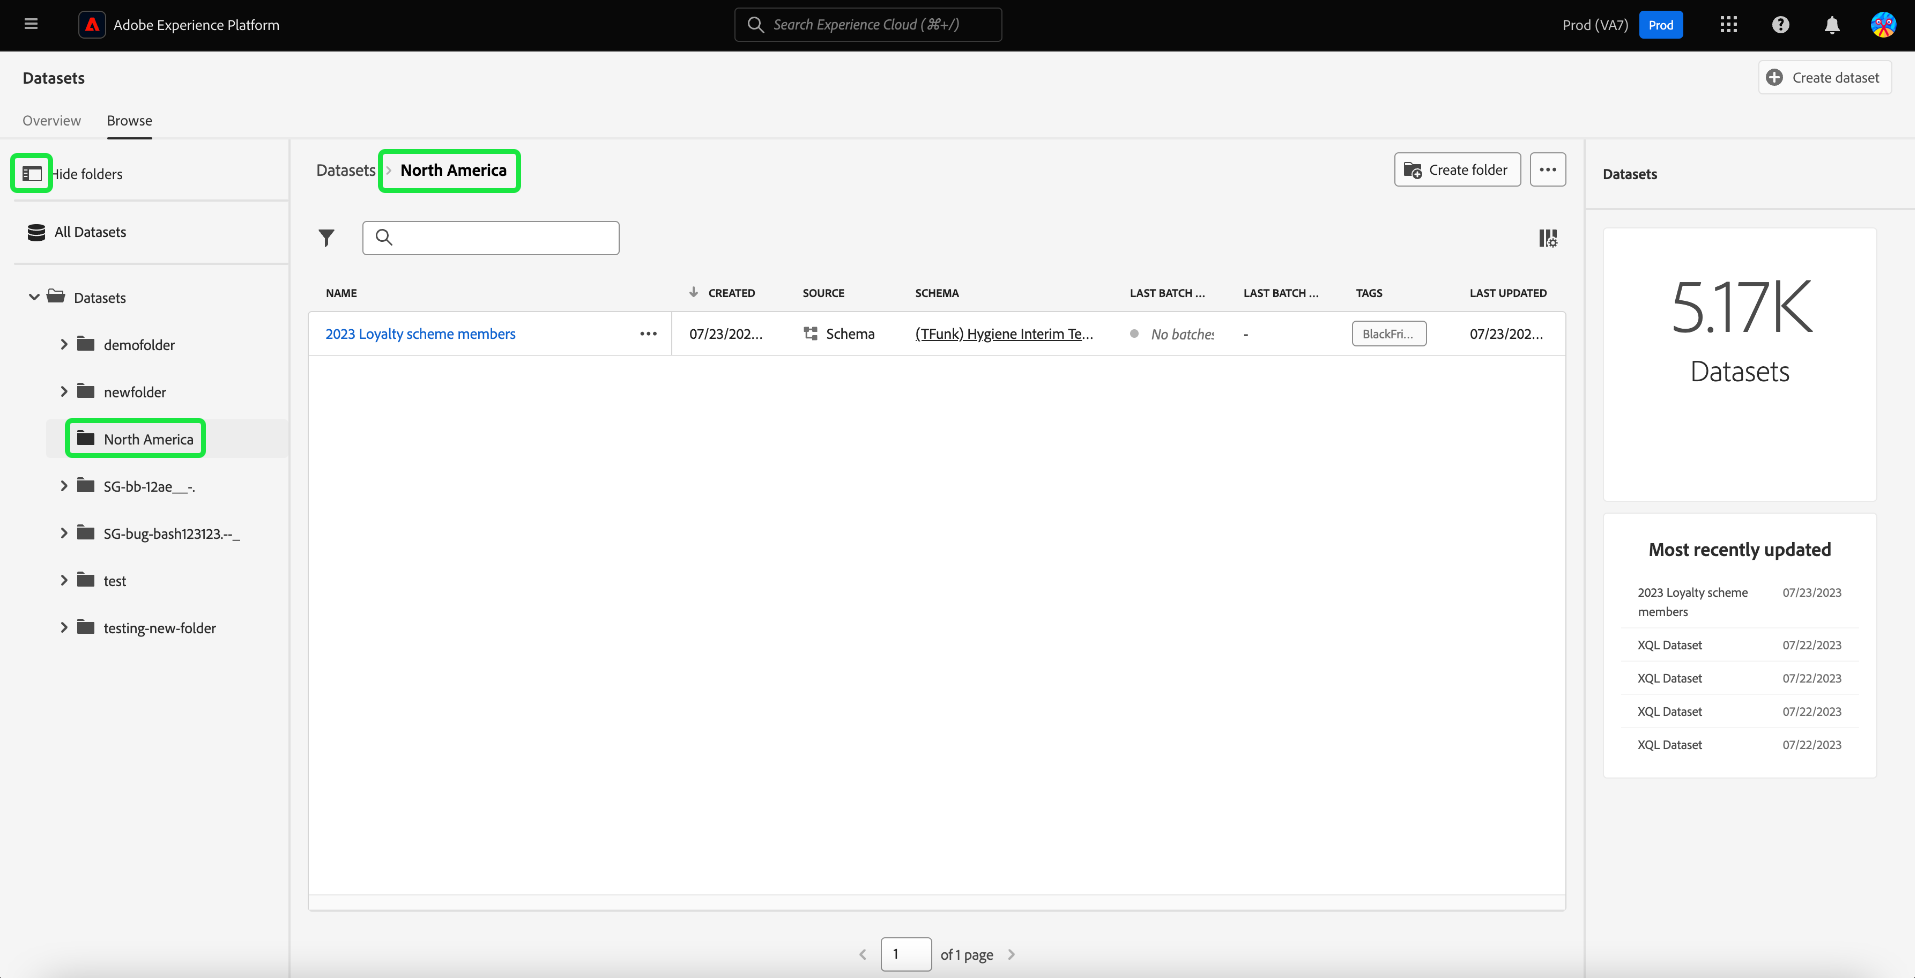 Adobe Experience Platform
Search Experience Cloud (⌘+/)
Prod (VA7)
Prod
Datasets
Create dataset
Overview
Browse
Hide folders
All Datasets
Datasets
demofolder
newfolder
North America
SG-bb-12ae__-.
SG-bug-bash123123.--_
test
testing-new-folder
Datasets › North America
Create folder
NAME CREATED SOURCE SCHEMA LAST BATCH ... LAST BATCH ... TAGS LAST UPDATED
2023 Loyalty scheme members ••• 07/23/202... Schema (TFunk) Hygiene Interim Te... No batches - BlackFri... 07/23/202...
1 of 1 page
Datasets
5.17K
Datasets
Most recently updated
2023 Loyalty scheme members 07/23/2023
XQL Dataset 07/22/2023
XQL Dataset 07/22/2023
XQL Dataset 07/22/2023
XQL Dataset 07/22/2023